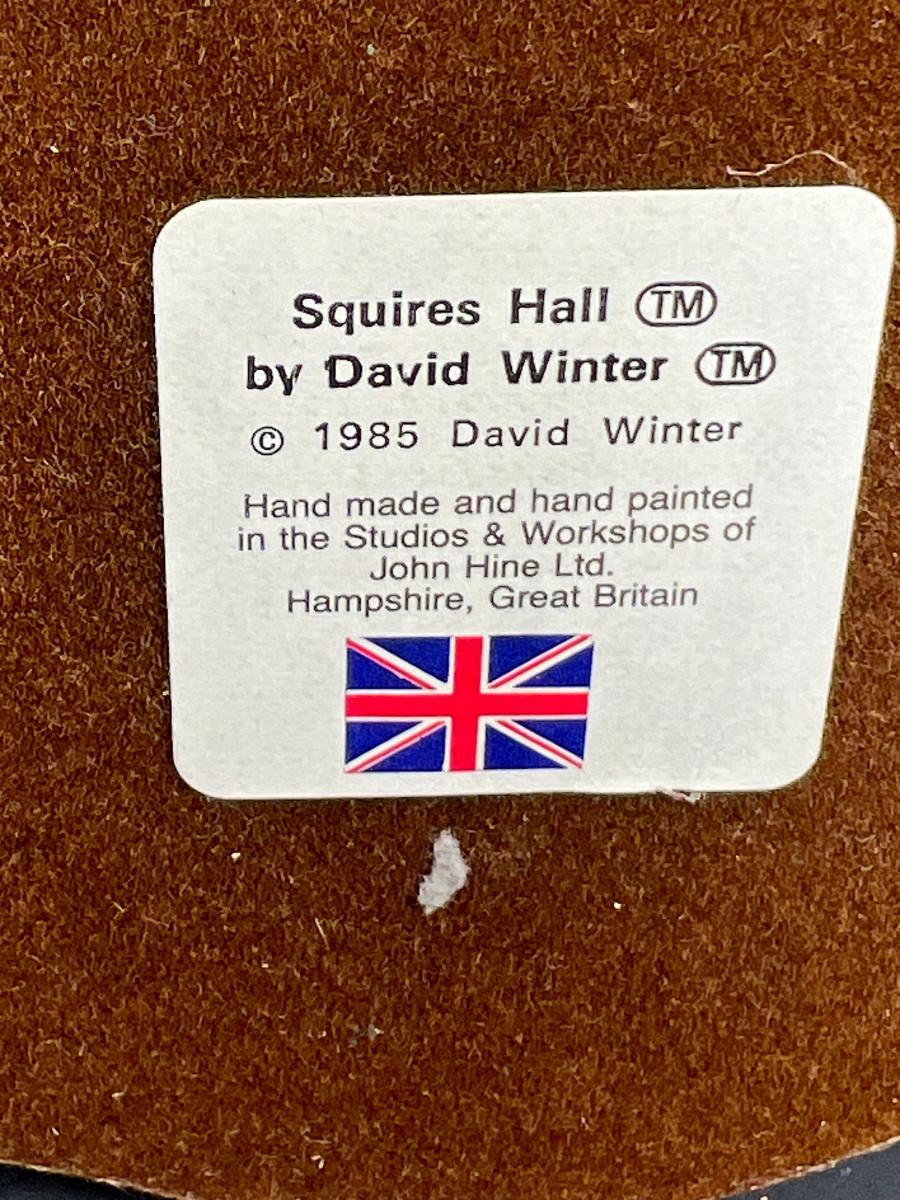 Squires Hall TM
by David Winter TM
© 1985 David Winter
Hand made and hand painted
in the Studios & Workshops of
John Hine Ltd.
Hampshire, Great Britain